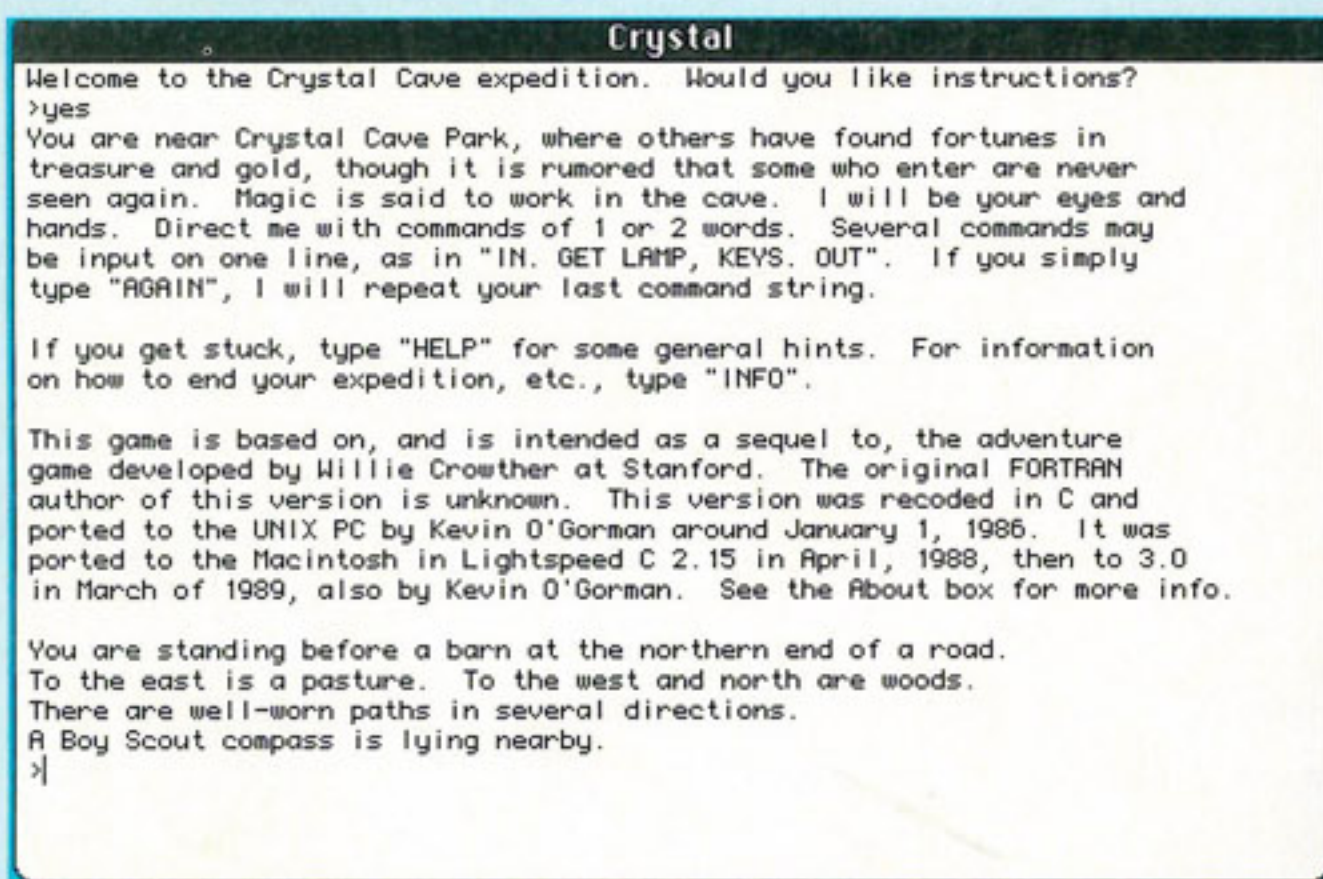 Crystal
Welcome to the Crystal Cave expedition.  Would you like instructions?
>yes
You are near Crystal Cave Park, where others have found fortunes in
treasure and gold, though it is rumored that some who enter are never
seen again.  Magic is said to work in the cave.  I will be your eyes and
hands.  Direct me with commands of 1 or 2 words.  Several commands may
be input on one line, as in "IN. GET LAMP, KEYS. OUT".  If you simply
type "AGAIN", I will repeat your last command string.

If you get stuck, type "HELP" for some general hints.  For information
on how to end your expedition, etc., type "INFO".

This game is based on, and is intended as a sequel to, the adventure
game developed by Willie Crowther at Stanford.  The original FORTRAN
author of this version is unknown.  This version was recoded in C and
ported to the UNIX PC by Kevin O'Gorman around January 1, 1986.  It was
ported to the Macintosh in Lightspeed C 2.15 in April, 1988, then to 3.0
in March of 1989, also by Kevin O'Gorman.  See the About box for more info.

You are standing before a barn at the northern end of a road.
To the east is a pasture.  To the west and north are woods.
There are well-worn paths in several directions.
A Boy Scout compass is lying nearby.
>